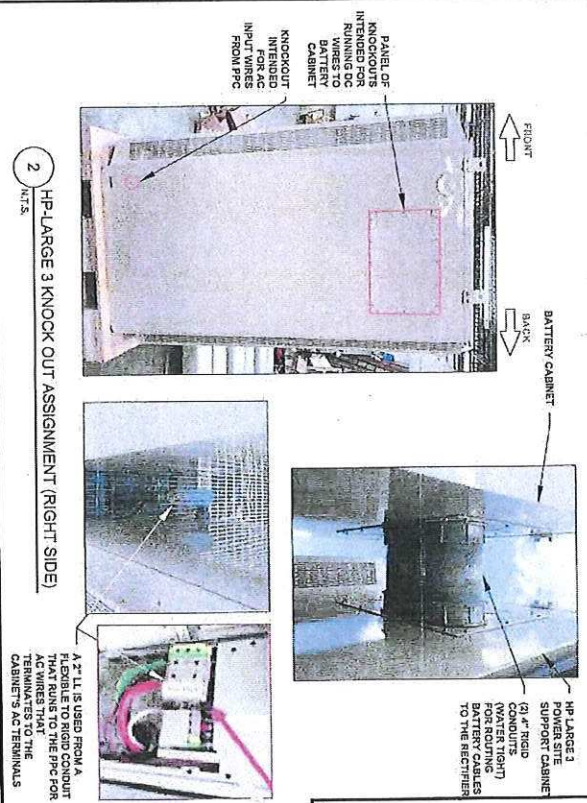 FRONT
BACK
PANEL OF
KNOCKOUTS
INTENDED FOR
RUNNING DC
WIRES TO
BATTERY
CABINET
KNOCKOUT
INTENDED
FOR AC
INPUT WIRES
FROM PPC
BATTERY CABINET
HP LARGE 3
POWER SITE
SUPPORT CABINET
(2) 4" RIGID
CONDUITS
(WATER TIGHT)
FOR ROUTING
BATTERY CABLES
TO THE RECTIFIER
A 2" LL IS USED FROM A
FLEXIBLE TO RIGID CONDUIT
THAT RUNS TO THE PPC FOR
AC WIRES THAT
TERMINATES TO THE
CABINET'S AC TERMINALS
2
HP-LARGE 3 KNOCK OUT ASSIGNMENT (RIGHT SIDE)
N.T.S.